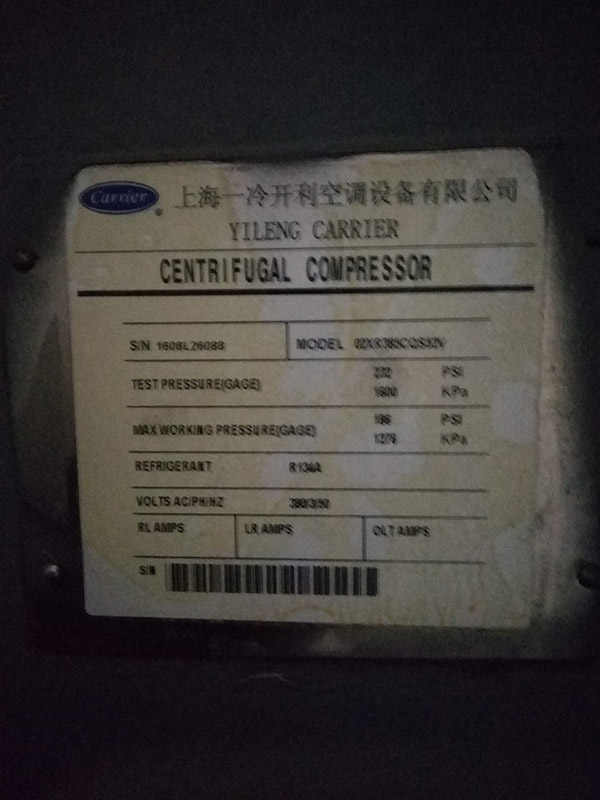 Carrier ® 上海一冷开利空调设备有限公司
YILENG CARRIER
CENTRIFUGAL COMPRESSOR
S/N 1608L26088 MODEL
TEST PRESSURE(GAGE) 232 PSI
1600 KPa
MAX.WORKING PRESSURE(GAGE) PSI
1276 KPa
REFRIGERANT R134A
VOLTS AC/PH/HZ 380/3/50
RL AMPS LR AMPS OLT AMPS
S/N